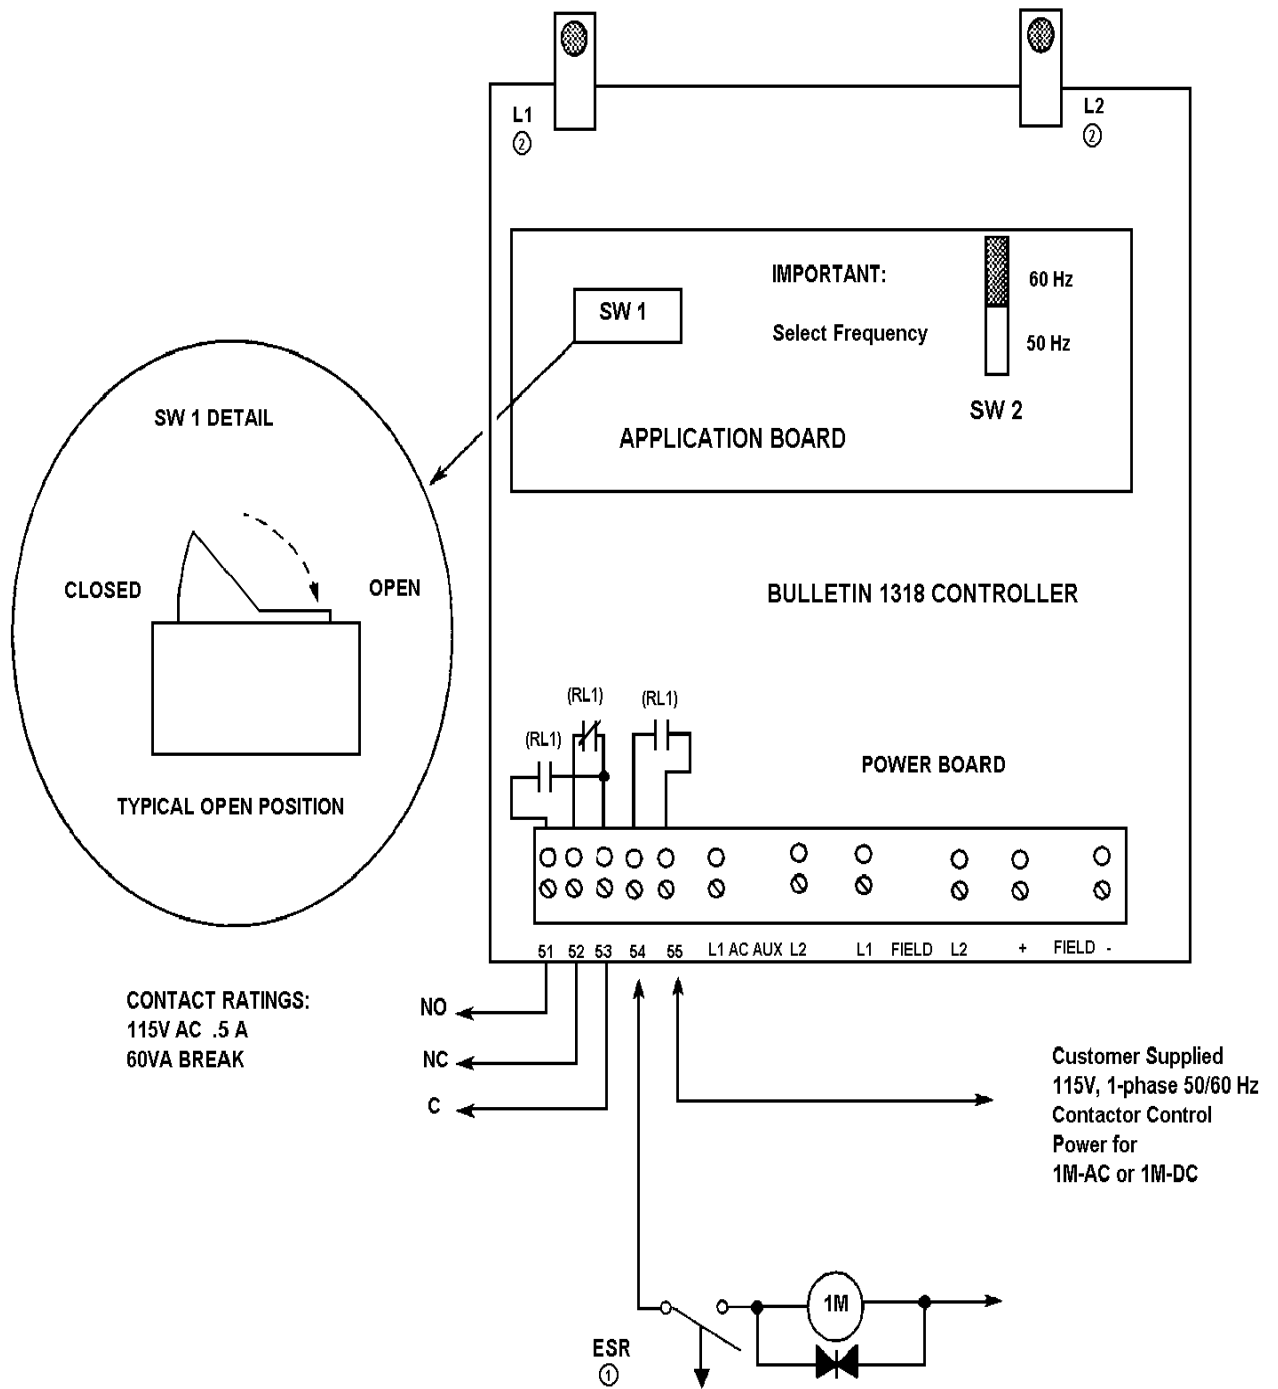 L1
②
L2
②
IMPORTANT:
60 Hz
SW 1
Select Frequency
50 Hz
SW 2
APPLICATION BOARD
SW 1 DETAIL
CLOSED
OPEN
TYPICAL OPEN POSITION
BULLETIN 1318 CONTROLLER
(RL1)
(RL1)
(RL1)
POWER BOARD
51 52 53 54 55 L1 AC AUX L2 L1 FIELD L2 + FIELD -
CONTACT RATINGS:
115V AC .5 A
60VA BREAK
NO
NC
C
Customer Supplied
115V, 1-phase 50/60 Hz
Contactor Control
Power for
1M-AC or 1M-DC
1M
ESR
①